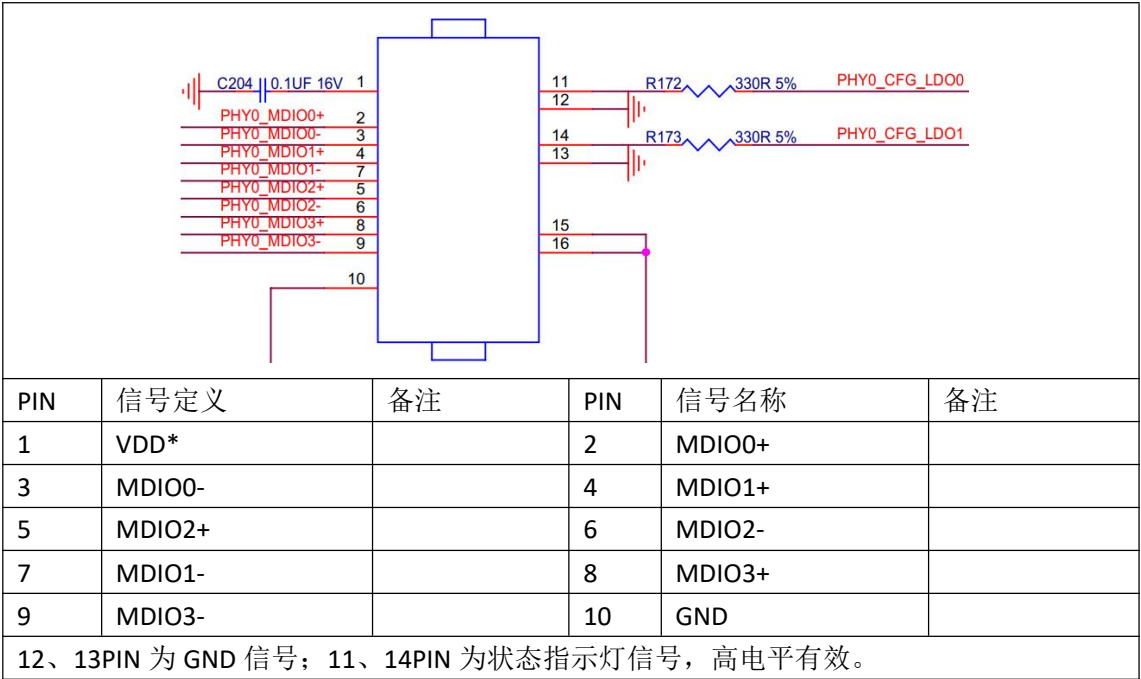 C204 0.1UF 16V 1
PHY0_MDIO0+ 2
PHY0_MDIO0- 3
PHY0_MDIO1+ 4
PHY0_MDIO1- 7
PHY0_MDIO2+ 5
PHY0_MDIO2- 6
PHY0_MDIO3+ 8
PHY0_MDIO3- 9
10
11 R172 330R 5% PHY0_CFG_LDO0
12
14 R173 330R 5% PHY0_CFG_LDO1
13
15
16
PIN 信号定义 备注 PIN 信号名称 备注
1 VDD* 2 MDIO0+
3 MDIO0- 4 MDIO1+
5 MDIO2+ 6 MDIO2-
7 MDIO1- 8 MDIO3+
9 MDIO3- 10 GND
12、13PIN 为 GND 信号；11、14PIN 为状态指示灯信号，高电平有效。